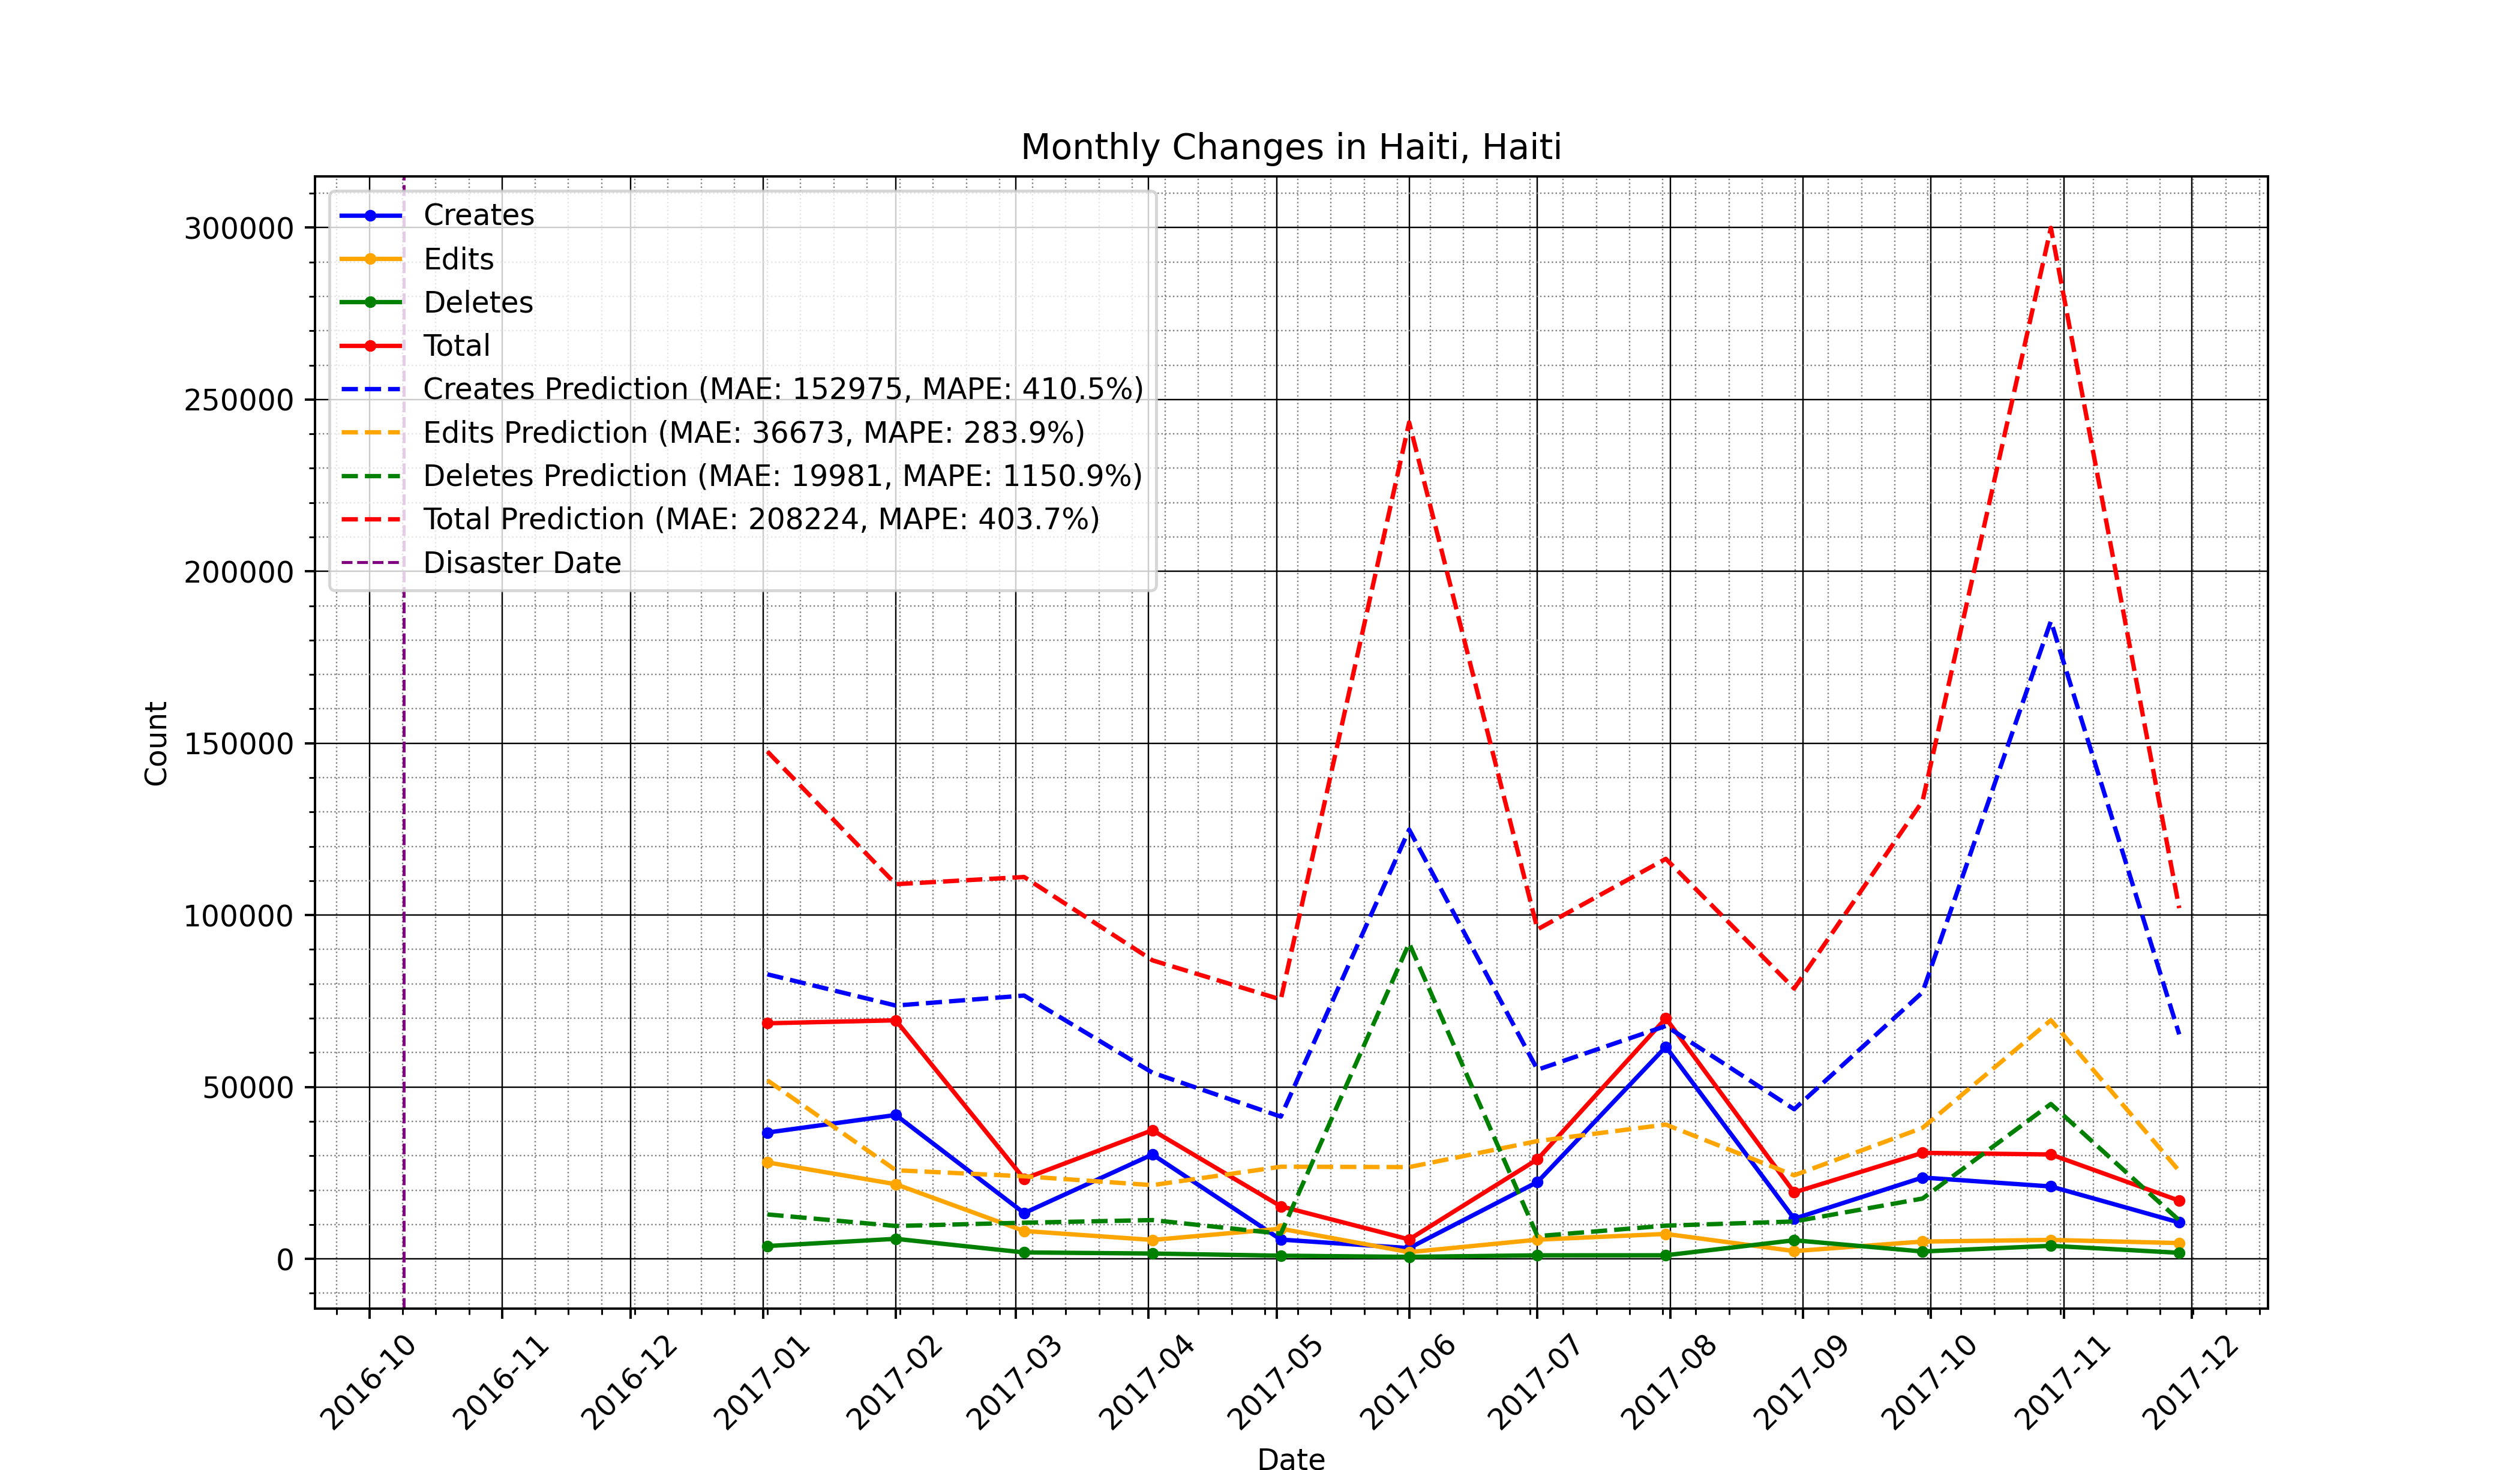 Monthly Changes in Haiti, Haiti
Creates
Edits
Deletes
Total
Creates Prediction (MAE: 152975, MAPE: 410.5%)
Edits Prediction (MAE: 36673, MAPE: 283.9%)
Deletes Prediction (MAE: 19981, MAPE: 1150.9%)
Total Prediction (MAE: 208224, MAPE: 403.7%)
Disaster Date
Count
300000
250000
200000
150000
100000
50000
0
2016-10
2016-11
2016-12
2017-01
2017-02
2017-03
2017-04
2017-05
2017-06
2017-07
2017-08
2017-09
2017-10
2017-11
2017-12
Date